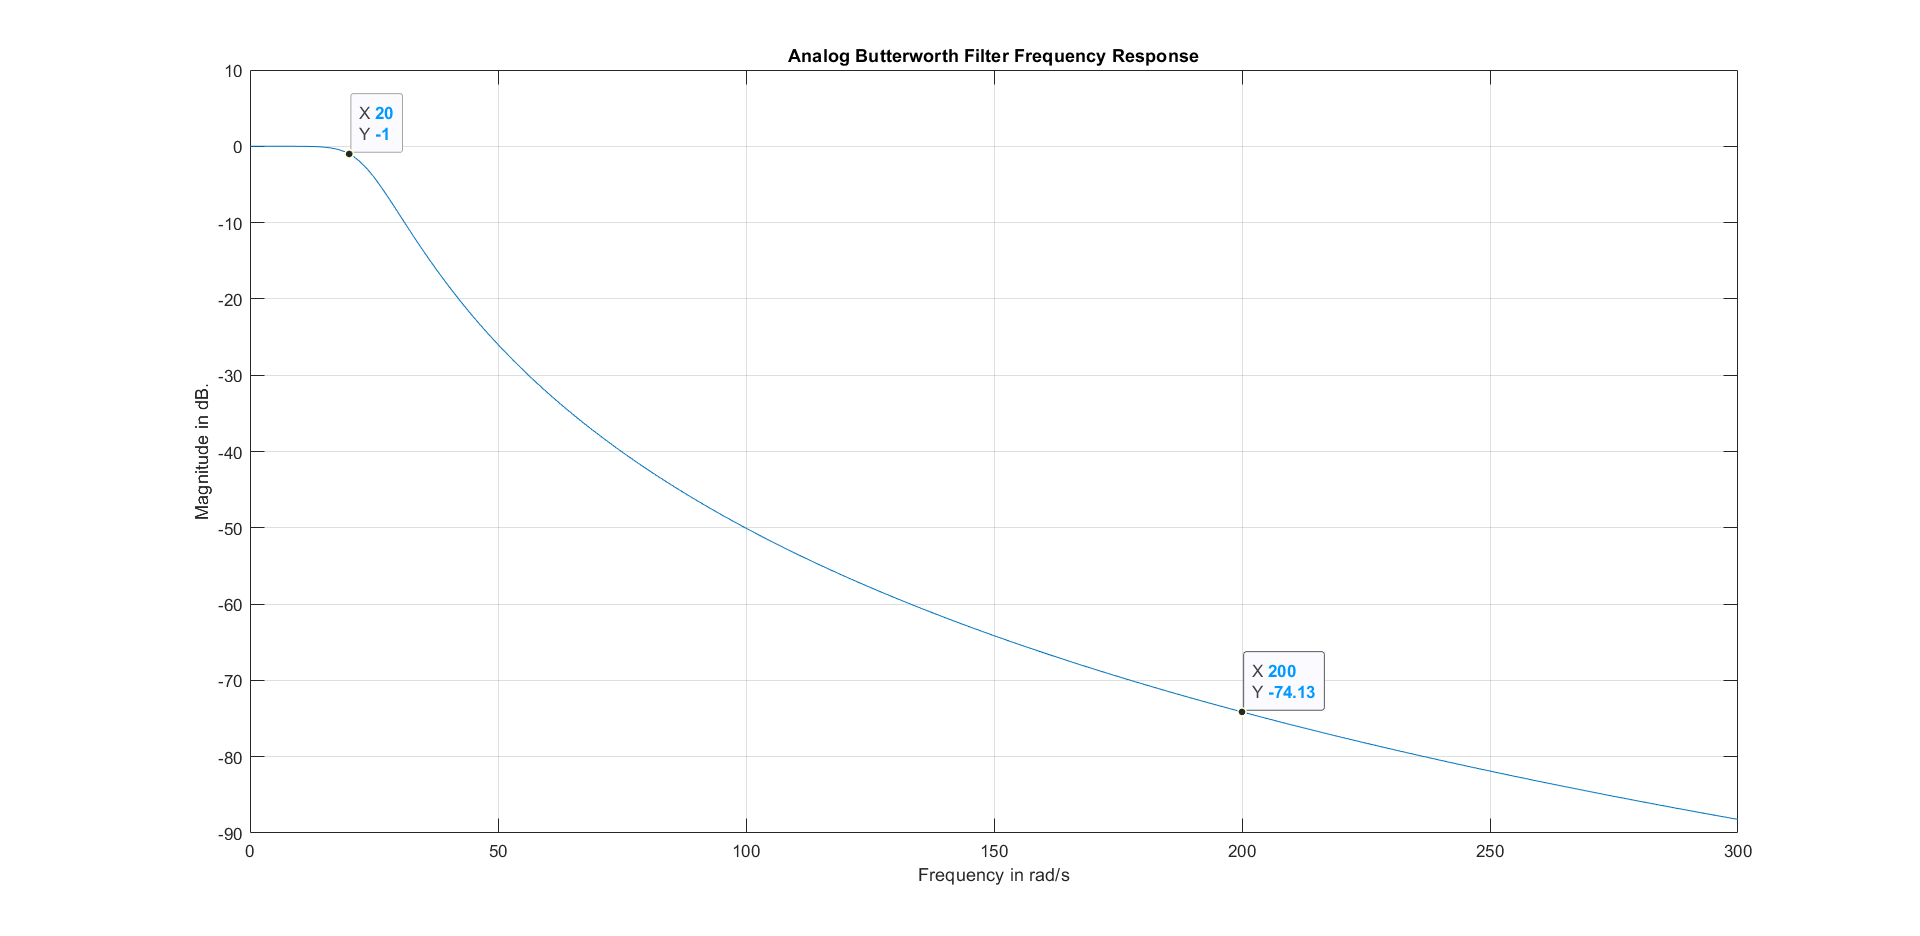 Analog Butterworth Filter Frequency Response
10
X 20
Y -1
0
-10
-20
-30
-40
-50
-60
-70
-80
-90
Magnitude in dB.
X 200
Y -74.13
0 50 100 150 200 250 300
Frequency in rad/s